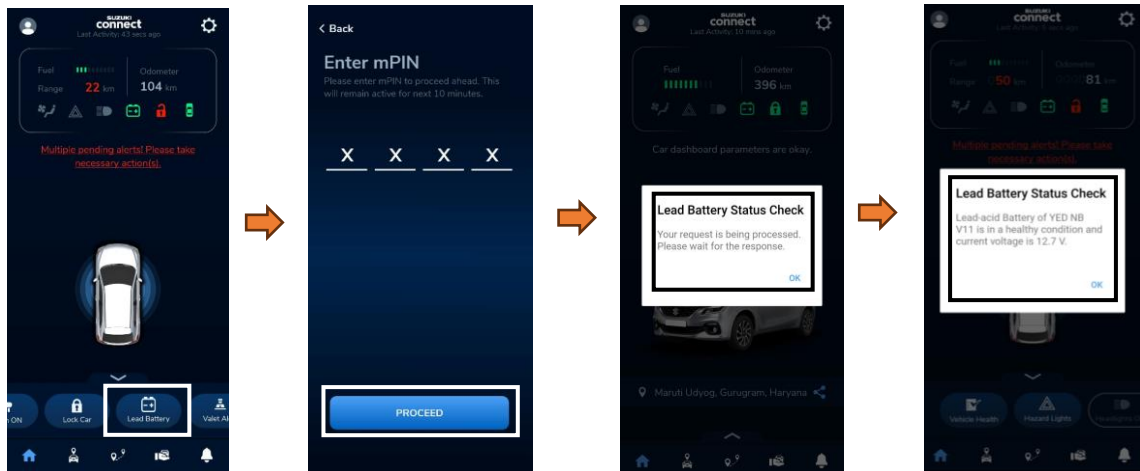 SUZUKI
connect
Last Activity: 43 secs ago
Fuel
Odometer
Range 22 km
104 km
Multiple pending alerts! Please take
necessary action(s).
ON
Lock Car
Lead Battery
Valet Al
< Back
Enter mPIN
Please enter mPIN to proceed ahead. This
will remain active for next 10 minutes.
X X X X
PROCEED
SUZUKI
connect
Last Activity: 10 mins ago
Fuel
Odometer
396 km
Car dashboard parameters are okay.
Lead Battery Status Check
Your request is being processed.
Please wait for the response.
OK
Maruti Udyog, Gurugram, Haryana
SUZUKI
connect
Fuel
Odometer
Range 50 km
000081 km
Multiple pending alerts! Please take
necessary action(s).
Lead Battery Status Check
Lead-acid Battery of YED NB
V11 is in a healthy condition and
current voltage is 12.7 V.
OK
Vehicle Health
Hazard Lights